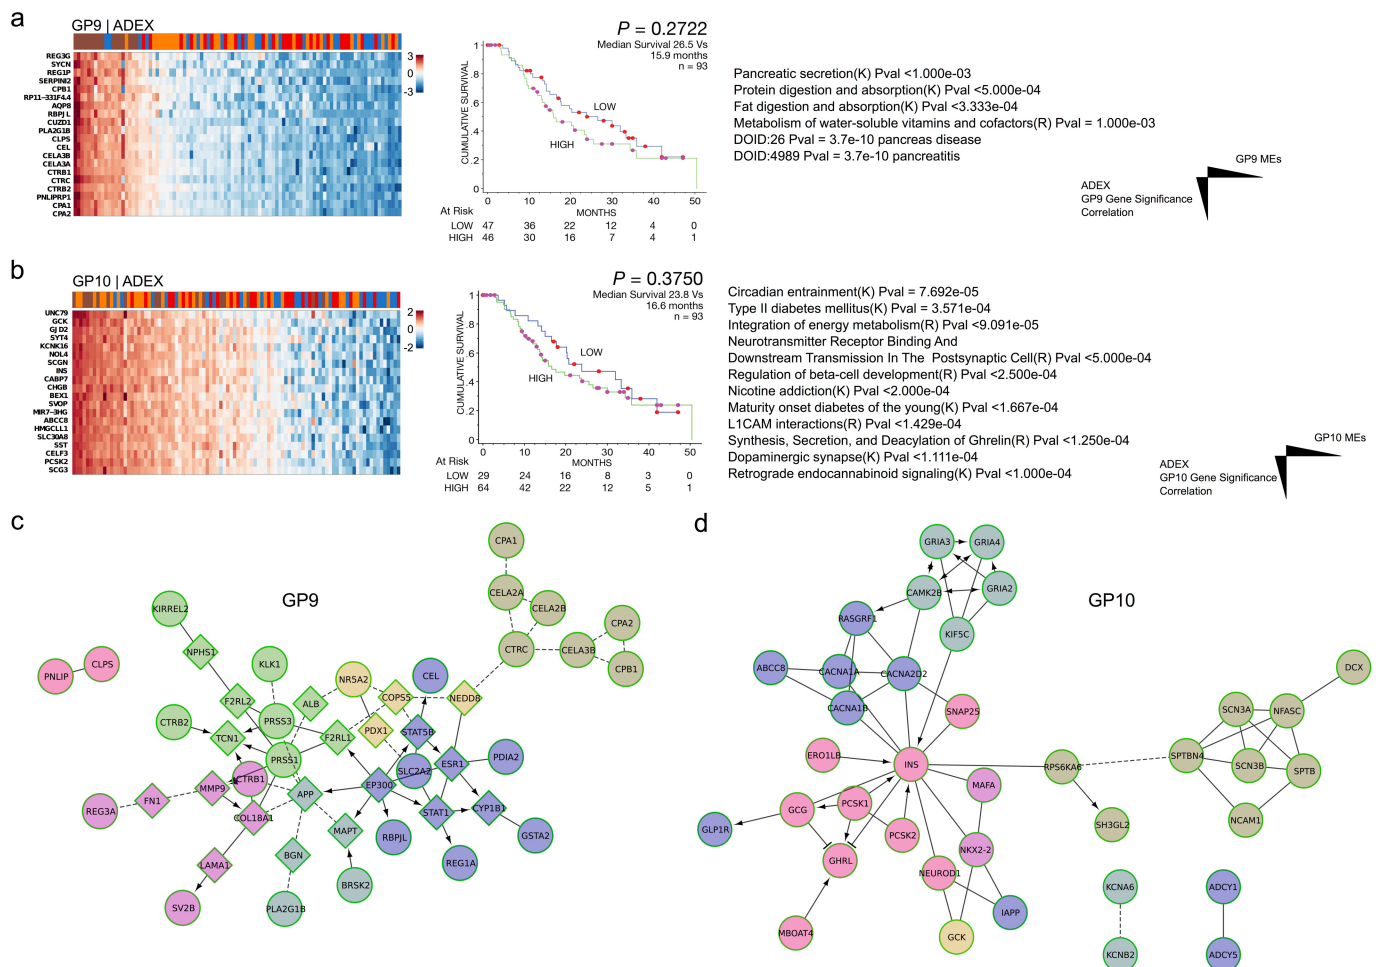 a
GP9 | ADEX
REG3G
SYCN
REG1P
SERPINI2
CPB1
RP11-331F4.4
AQP8
RBPJL
CUZD1
PLA2G1B
CLPS
CEL
CELA3B
CELA3A
CTRB1
CTRC
CTRB2
PNLIPRP1
CPA1
CPA2
3
0
-3
P = 0.2722
Median Survival 26.5 Vs
15.9 months
n = 93
CUMULATIVE SURVIVAL
1
.8
.6
.4
.2
0
LOW
HIGH
0 10 20 30 40 50
At Risk
MONTHS
LOW 47 36 22 12 4 0
HIGH 46 30 16 7 4 1
Pancreatic secretion(K) Pval <1.000e-03
Protein digestion and absorption(K) Pval <5.000e-04
Fat digestion and absorption(K) Pval <3.333e-04
Metabolism of water-soluble vitamins and cofactors(R) Pval = 1.000e-03
DOID:26 Pval = 3.7e-10 pancreas disease
DOID:4989 Pval = 3.7e-10 pancreatitis
GP9 MEs
ADEX
GP9 Gene Significance
Correlation
b
GP10 | ADEX
UNC79
GCK
GJD2
SYT4
KCNK16
NOL4
SCGN
INS
CABP7
CHGB
BEX1
SVOP
MIR7-3HG
ABCC8
HMGCLL1
SLC30A8
SST
CELF3
PCSK2
SCG3
2
0
-2
P = 0.3750
Median Survival 23.8 Vs
16.6 months
n = 93
CUMULATIVE SURVIVAL
1
.8
.6
.4
.2
0
LOW
HIGH
0 10 20 30 40 50
At Risk
MONTHS
LOW 29 24 16 8 3 0
HIGH 64 42 22 12 5 1
Circadian entrainment(K) Pval = 7.692e-05
Type II diabetes mellitus(K) Pval = 3.571e-04
Integration of energy metabolism(R) Pval <9.091e-05
Neurotransmitter Receptor Binding And
Downstream Transmission In The Postsynaptic Cell(R) Pval <5.000e-04
Regulation of beta-cell development(R) Pval <2.500e-04
Nicotine addiction(K) Pval <2.000e-04
Maturity onset diabetes of the young(K) Pval <1.667e-04
L1CAM interactions(R) Pval <1.429e-04
Synthesis, Secretion, and Deacylation of Ghrelin(R) Pval <1.250e-04
Dopaminergic synapse(K) Pval <1.111e-04
Retrograde endocannabinoid signaling(K) Pval <1.000e-04
GP10 MEs
ADEX
GP10 Gene Significance
Correlation
c
GP9
CPA1
CELA2A
CELA2B
KIRREL2
CPA2
NPHS1
CTRC
CELA3B
CPB1
CLPS
PNLIP
KLK1
NR5A2
CEL
F2RL2
ALB
COPS5
NEDD8
CTRB2
PRSS3
TCN1
F2RL1
PDX1
STAT5B
PRSS1
ESR1
PDIA2
SLC2A2
CTRB1
MMP9
EP300
APP
FN1
REG3A
COL18A1
STAT1
CYP1B1
MAPT
RBPJL
GSTA2
BGN
LAMA1
REG1A
BRSK2
SV2B
PLA2G1B
d
GP10
GRIA3
GRIA4
CAMK2B
GRIA2
RASGRF1
KIF5C
ABCC8
CACNA1A
CACNA2D2
DCX
CACNA1B
SNAP25
SCN3A
NFASC
ERO1LB
INS
RPS6KA6
SPTBN4
SCN3B
SPTB
MAFA
GCG
PCSK1
GLP1R
PCSK2
SH3GL2
NCAM1
GHRL
NKX2-2
NEUROD1
KCNA6
ADCY1
IAPP
MBOAT4
GCK
KCNB2
ADCY5